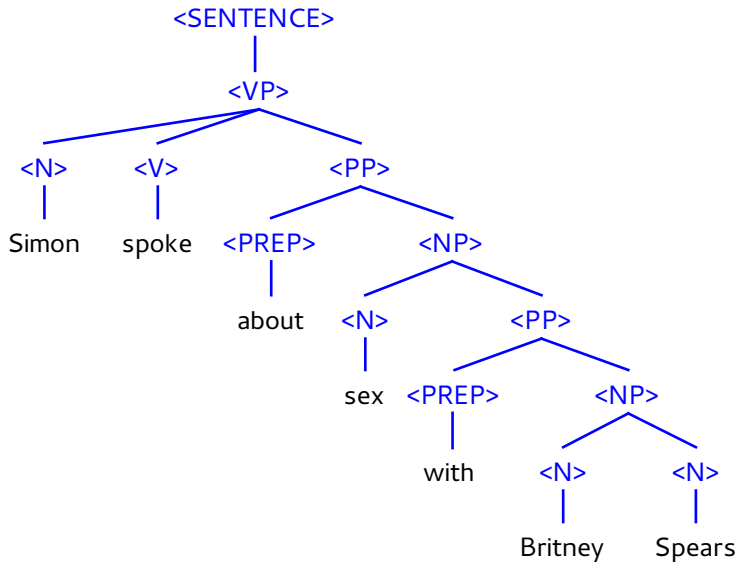 <SENTENCE>
<VP>
<N> <V> <PP>
Simon spoke <PREP> <NP>
about <N> <PP>
sex <PREP> <NP>
with <N> <N>
Britney Spears